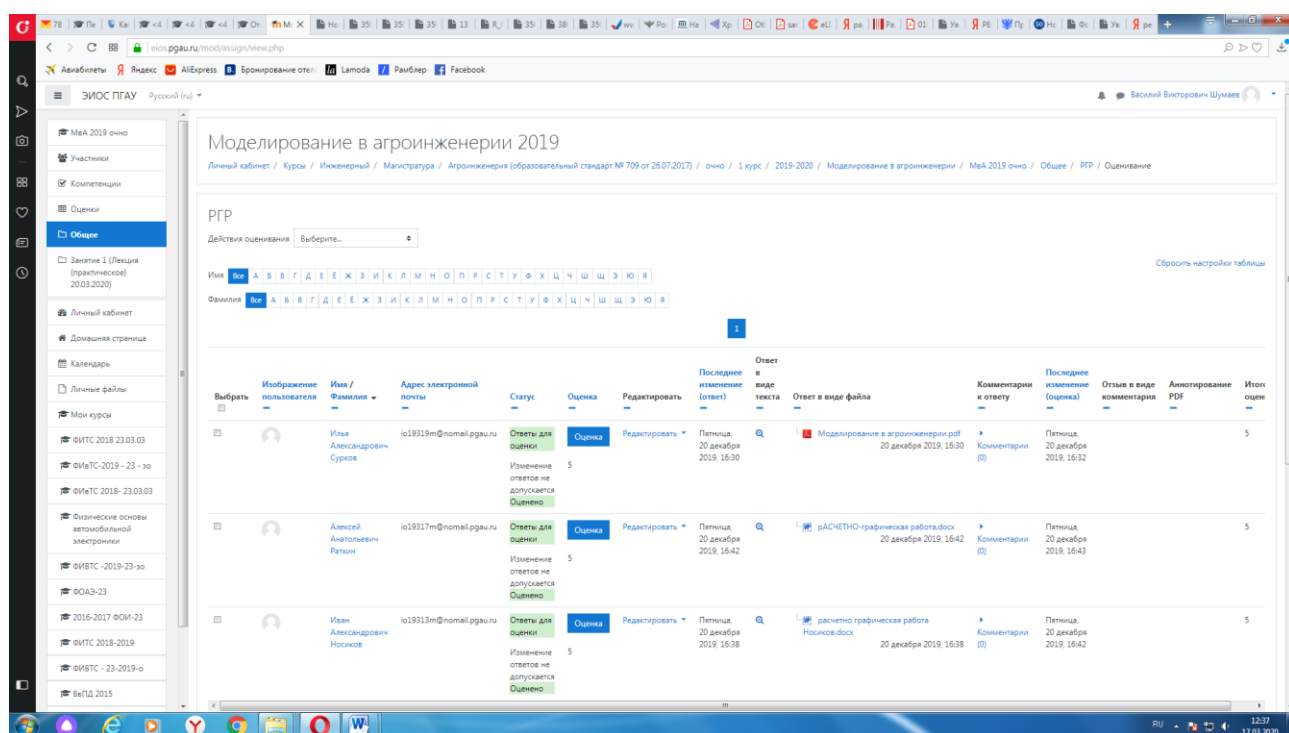 eios.pgau.ru/mod/assign/view.php
Авиабилеты Яндекс AliExpress Бронирование отел Lamoda Рамблер Facebook
ЭИОС ПГАУ Русский (ru)
Василий Викторович Шумаев
МвА 2019 очно
Участники
Компетенции
Оценки
Общее
Занятие 1 (Лекция
(практическое)
20.03.2020)
Личный кабинет
Домашняя страница
Календарь
Личные файлы
Мои курсы
ФИТС 2018 23.03.03
ФИвТС-2019 - 23 - зо
ФИвТС 2018- 23.03.03
Физические основы
автомобильной
электроники
ФИВТС -2019-23-зо
ФОАЭ-23
2016-2017 ФОИ-23
ФИТС 2018-2019
ФИВТС - 23-2019-о
ВвПД 2015
Моделирование в агроинженерии 2019
Личный кабинет / Курсы / Инженерный / Магистратура / Агроинженерия (образовательный стандарт № 709 от 26.07.2017) / очно / 1 курс / 2019-2020 / Моделирование в агроинженерии / МвА 2019 очно / Общее / РГР / Оценивание
РГР
Действия оценивания Выберите...
Сбросить настройки таблицы
Имя Все А Б В Г Д Е Ё Ж З И К Л М Н О П Р С Т У Ф Х Ц Ч Ш Щ Э Ю Я
Фамилия Все А Б В Г Д Е Ё Ж З И К Л М Н О П Р С Т У Ф Х Ц Ч Ш Щ Э Ю Я
1
Выбрать
Изображение
пользователя
Имя /
Фамилия
Адрес электронной
почты
Статус
Оценка
Редактировать
Последнее
изменение
(ответ)
Ответ
в
виде
текста
Ответ в виде файла
Комментарии
к ответу
Последнее
изменение
(оценка)
Отзыв в виде
комментария
Аннотирование
PDF
Итого
оцен
Илья
Александрович
Сурков
io19319m@nomail.pgau.ru
Ответы для
оценки
Изменение
ответов не
допускается
Оценено
Оценка
5
Редактировать
Пятница,
20 декабря
2019, 16:30
Моделирование в агроинженерии.pdf
20 декабря 2019, 16:30
Комментарии
(0)
Пятница,
20 декабря
2019, 16:32
5
Алексей
Анатольевич
Раткин
io19317m@nomail.pgau.ru
Ответы для
оценки
Изменение
ответов не
допускается
Оценено
Оценка
5
Редактировать
Пятница,
20 декабря
2019, 16:42
рАСЧЕТНО-графическая работа.docx
20 декабря 2019, 16:42
Комментарии
(0)
Пятница,
20 декабря
2019, 16:43
5
Иван
Александрович
Носиков
io19313m@nomail.pgau.ru
Ответы для
оценки
Изменение
ответов не
допускается
Оценено
Оценка
5
Редактировать
Пятница,
20 декабря
2019, 16:38
расчетно графическая работа
Носиков.docx
20 декабря 2019, 16:38
Комментарии
(0)
Пятница,
20 декабря
2019, 16:42
5
RU
12:37
17.03.2020